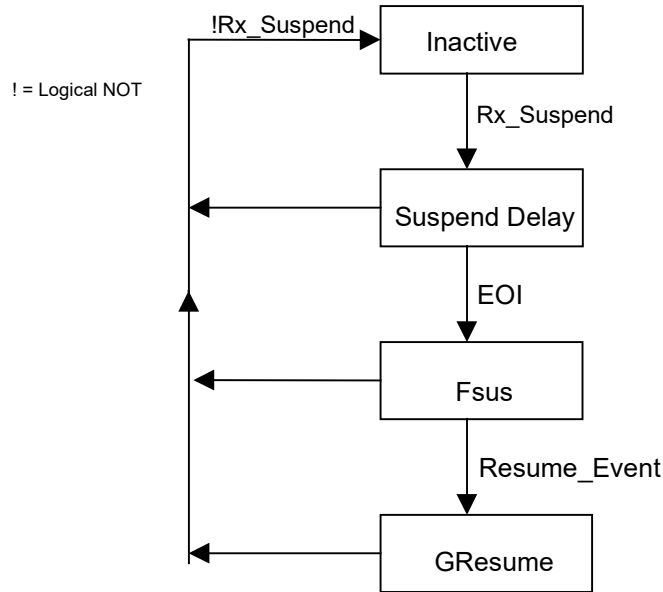 !Rx_Suspend
Inactive
! = Logical NOT
Rx_Suspend
Suspend Delay
EOI
Fsus
Resume_Event
GResume